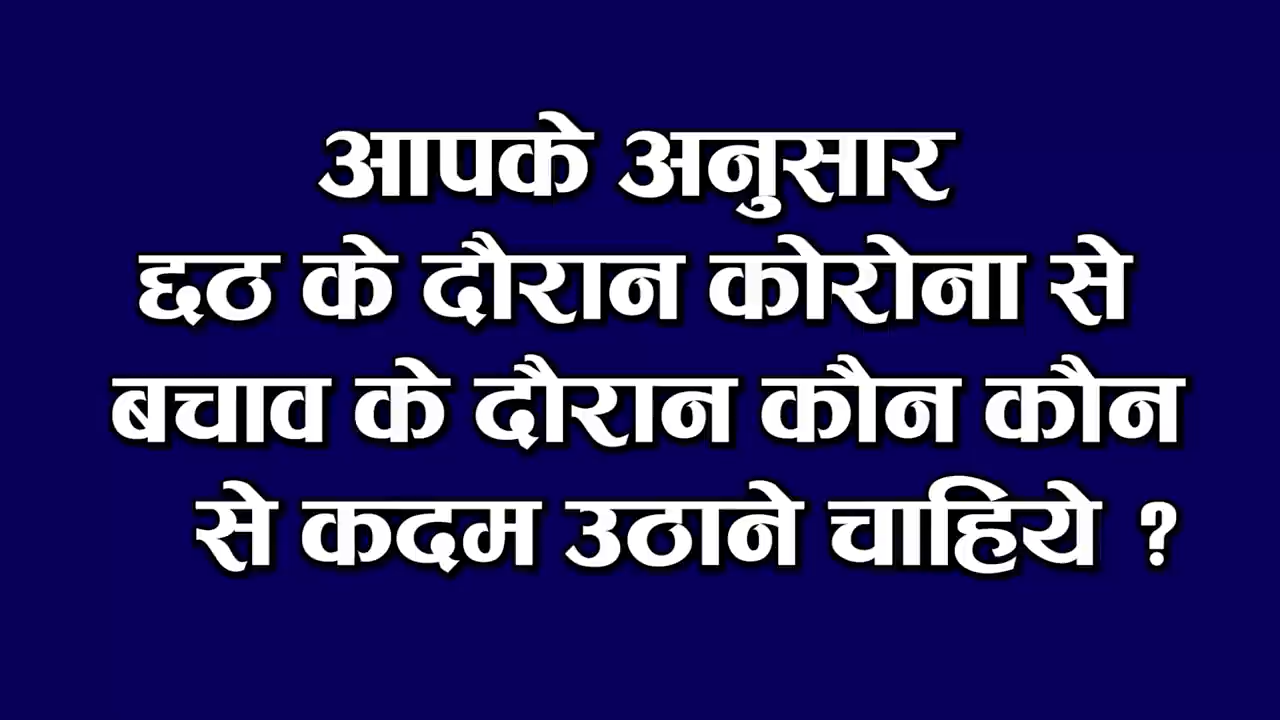 आपके अनुसार
छठ के दौरान कोरोना से
बचाव के दौरान कौन कौन
से कदम उठाने चाहिये ?